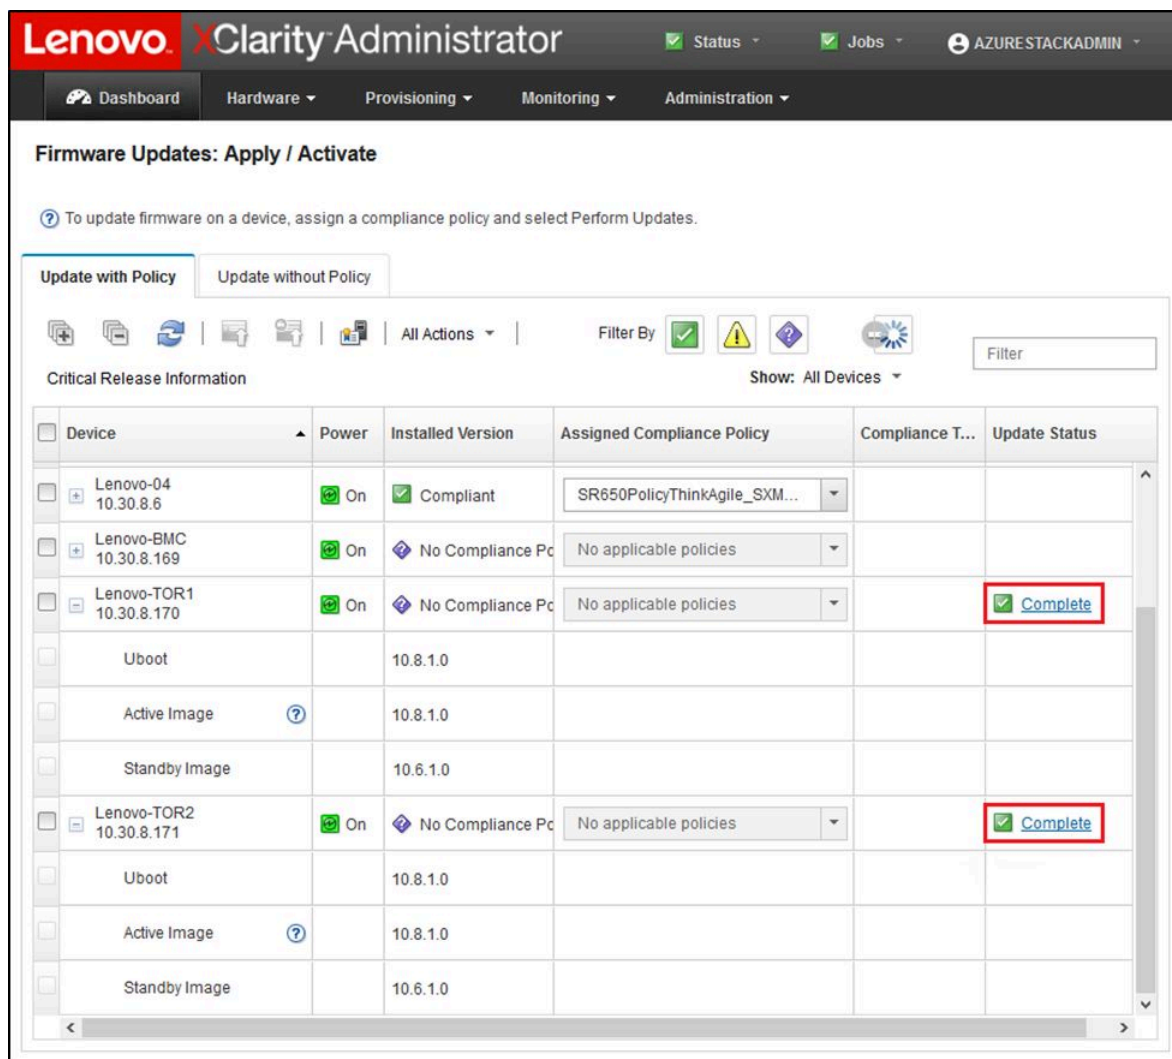 Lenovo. XClarity Administrator Status Jobs AZURESTACKADMIN
Dashboard Hardware Provisioning Monitoring Administration
Firmware Updates: Apply / Activate
To update firmware on a device, assign a compliance policy and select Perform Updates.
Update with Policy Update without Policy
All Actions Filter By
Filter
Critical Release Information Show: All Devices
Device Power Installed Version Assigned Compliance Policy Compliance T... Update Status
Lenovo-04
10.30.8.6 On Compliant SR650PolicyThinkAgile_SXM...
Lenovo-BMC
10.30.8.169 On No Compliance Po No applicable policies
Lenovo-TOR1
10.30.8.170 On No Compliance Po No applicable policies Complete
Uboot 10.8.1.0
Active Image 10.8.1.0
Standby Image 10.6.1.0
Lenovo-TOR2
10.30.8.171 On No Compliance Po No applicable policies Complete
Uboot 10.8.1.0
Active Image 10.8.1.0
Standby Image 10.6.1.0